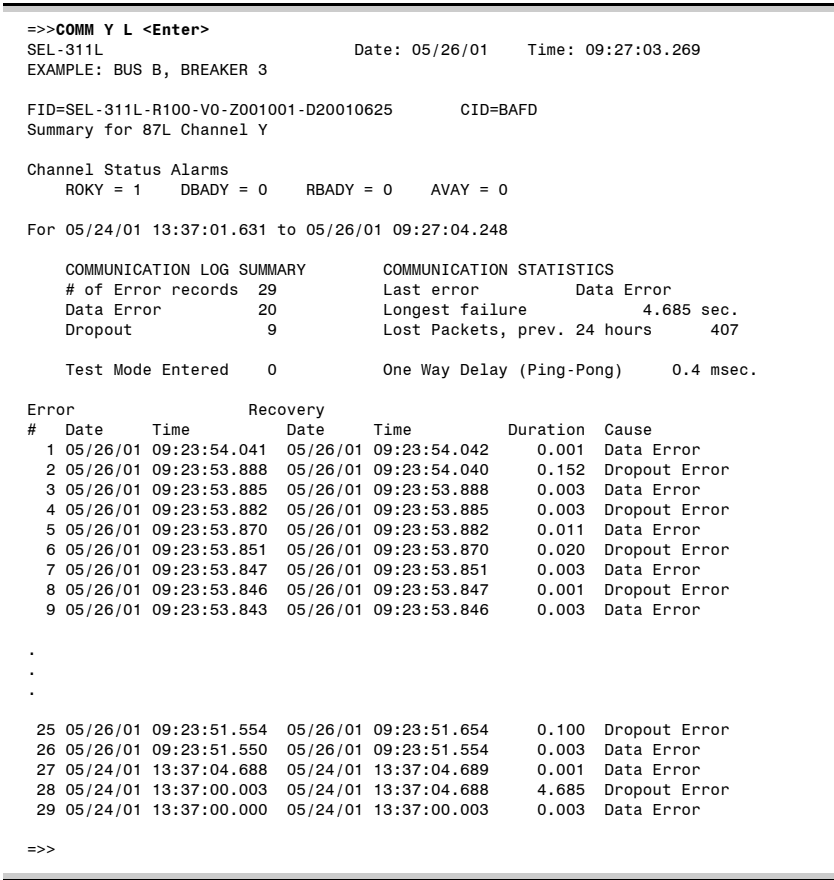 =>>COMM Y L <Enter>
SEL-311L Date: 05/26/01 Time: 09:27:03.269
EXAMPLE: BUS B, BREAKER 3
FID=SEL-311L-R100-V0-Z001001-D20010625 CID=BAFD
Summary for 87L Channel Y
Channel Status Alarms
ROKY = 1 DBADY = 0 RBADY = 0 AVAY = 0
For 05/24/01 13:37:01.631 to 05/26/01 09:27:04.248
COMMUNICATION LOG SUMMARY COMMUNICATION STATISTICS
# of Error records 29 Last error Data Error
Data Error 20 Longest failure 4.685 sec.
Dropout 9 Lost Packets, prev. 24 hours 407
Test Mode Entered 0 One Way Delay (Ping-Pong) 0.4 msec.
Error Recovery
# Date Time Date Time Duration Cause
1 05/26/01 09:23:54.041 05/26/01 09:23:54.042 0.001 Data Error
2 05/26/01 09:23:53.888 05/26/01 09:23:54.040 0.152 Dropout Error
3 05/26/01 09:23:53.885 05/26/01 09:23:53.888 0.003 Data Error
4 05/26/01 09:23:53.882 05/26/01 09:23:53.885 0.003 Dropout Error
5 05/26/01 09:23:53.870 05/26/01 09:23:53.882 0.011 Data Error
6 05/26/01 09:23:53.851 05/26/01 09:23:53.870 0.020 Dropout Error
7 05/26/01 09:23:53.847 05/26/01 09:23:53.851 0.003 Data Error
8 05/26/01 09:23:53.846 05/26/01 09:23:53.847 0.001 Dropout Error
9 05/26/01 09:23:53.843 05/26/01 09:23:53.846 0.003 Data Error
.
.
.
25 05/26/01 09:23:51.554 05/26/01 09:23:51.654 0.100 Dropout Error
26 05/26/01 09:23:51.550 05/26/01 09:23:51.554 0.003 Data Error
27 05/24/01 13:37:04.688 05/24/01 13:37:04.689 0.001 Data Error
28 05/24/01 13:37:00.003 05/24/01 13:37:04.688 4.685 Dropout Error
29 05/24/01 13:37:00.000 05/24/01 13:37:00.003 0.003 Data Error
=>>